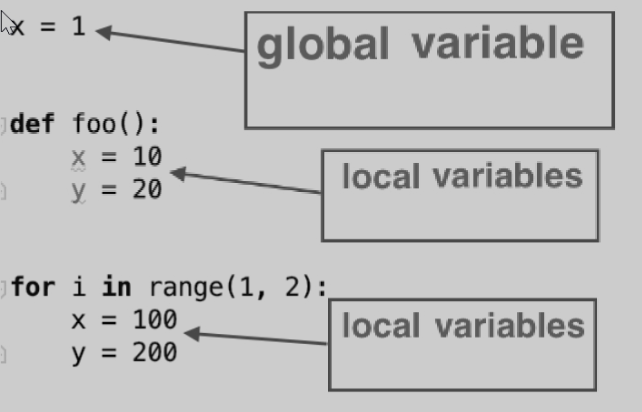 x = 1
global variable
def foo():
    x = 10
    y = 20
local variables
for i in range(1, 2):
    x = 100
    y = 200
local variables